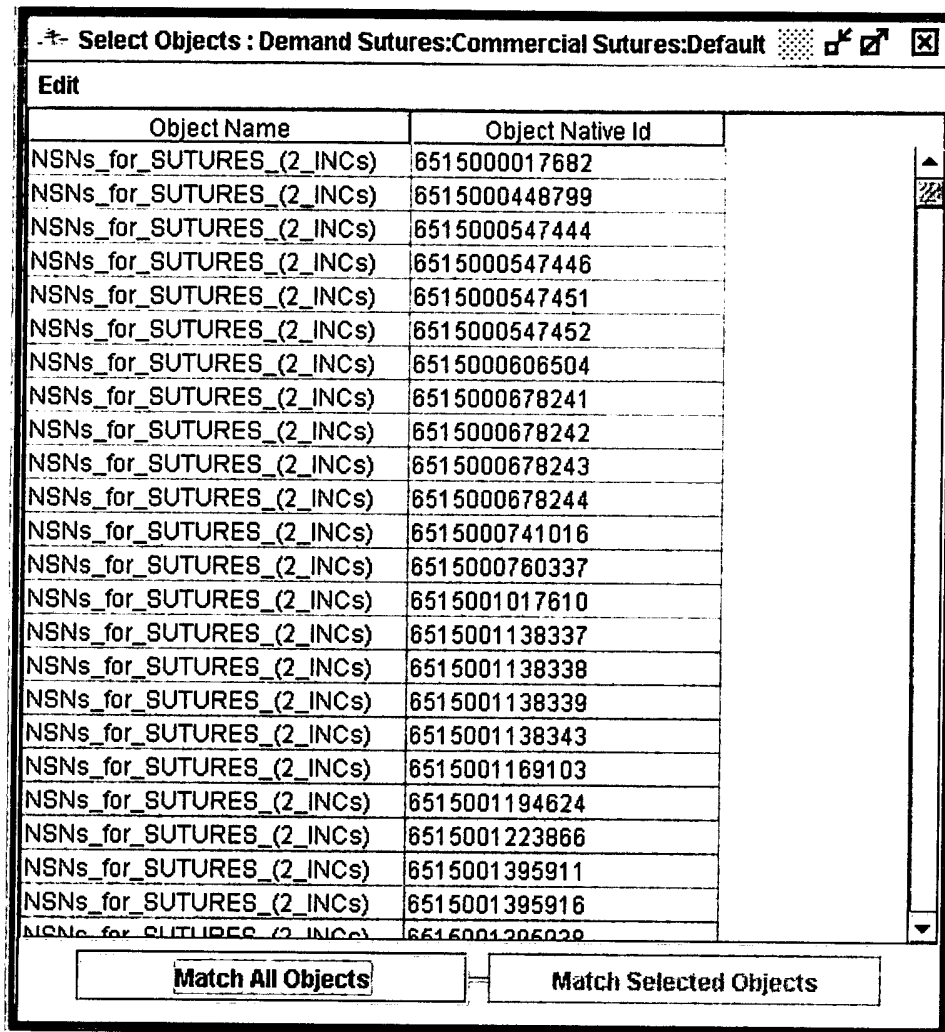 Select Objects : Demand Sutures:Commercial Sutures:Default
Edit
Object Name Object Native Id
NSNs_for_SUTURES_(2_INCs) 6515000017682
NSNs_for_SUTURES_(2_INCs) 6515000448799
NSNs_for_SUTURES_(2_INCs) 6515000547444
NSNs_for_SUTURES_(2_INCs) 6515000547446
NSNs_for_SUTURES_(2_INCs) 6515000547451
NSNs_for_SUTURES_(2_INCs) 6515000547452
NSNs_for_SUTURES_(2_INCs) 6515000606504
NSNs_for_SUTURES_(2_INCs) 6515000678241
NSNs_for_SUTURES_(2_INCs) 6515000678242
NSNs_for_SUTURES_(2_INCs) 6515000678243
NSNs_for_SUTURES_(2_INCs) 6515000678244
NSNs_for_SUTURES_(2_INCs) 6515000741016
NSNs_for_SUTURES_(2_INCs) 6515000760337
NSNs_for_SUTURES_(2_INCs) 6515001017610
NSNs_for_SUTURES_(2_INCs) 6515001138337
NSNs_for_SUTURES_(2_INCs) 6515001138338
NSNs_for_SUTURES_(2_INCs) 6515001138339
NSNs_for_SUTURES_(2_INCs) 6515001138343
NSNs_for_SUTURES_(2_INCs) 6515001169103
NSNs_for_SUTURES_(2_INCs) 6515001194624
NSNs_for_SUTURES_(2_INCs) 6515001223866
NSNs_for_SUTURES_(2_INCs) 6515001395911
NSNs_for_SUTURES_(2_INCs) 6515001395916
NSNs_for_SUTURES_(2_INCs)
Match All Objects Match Selected Objects